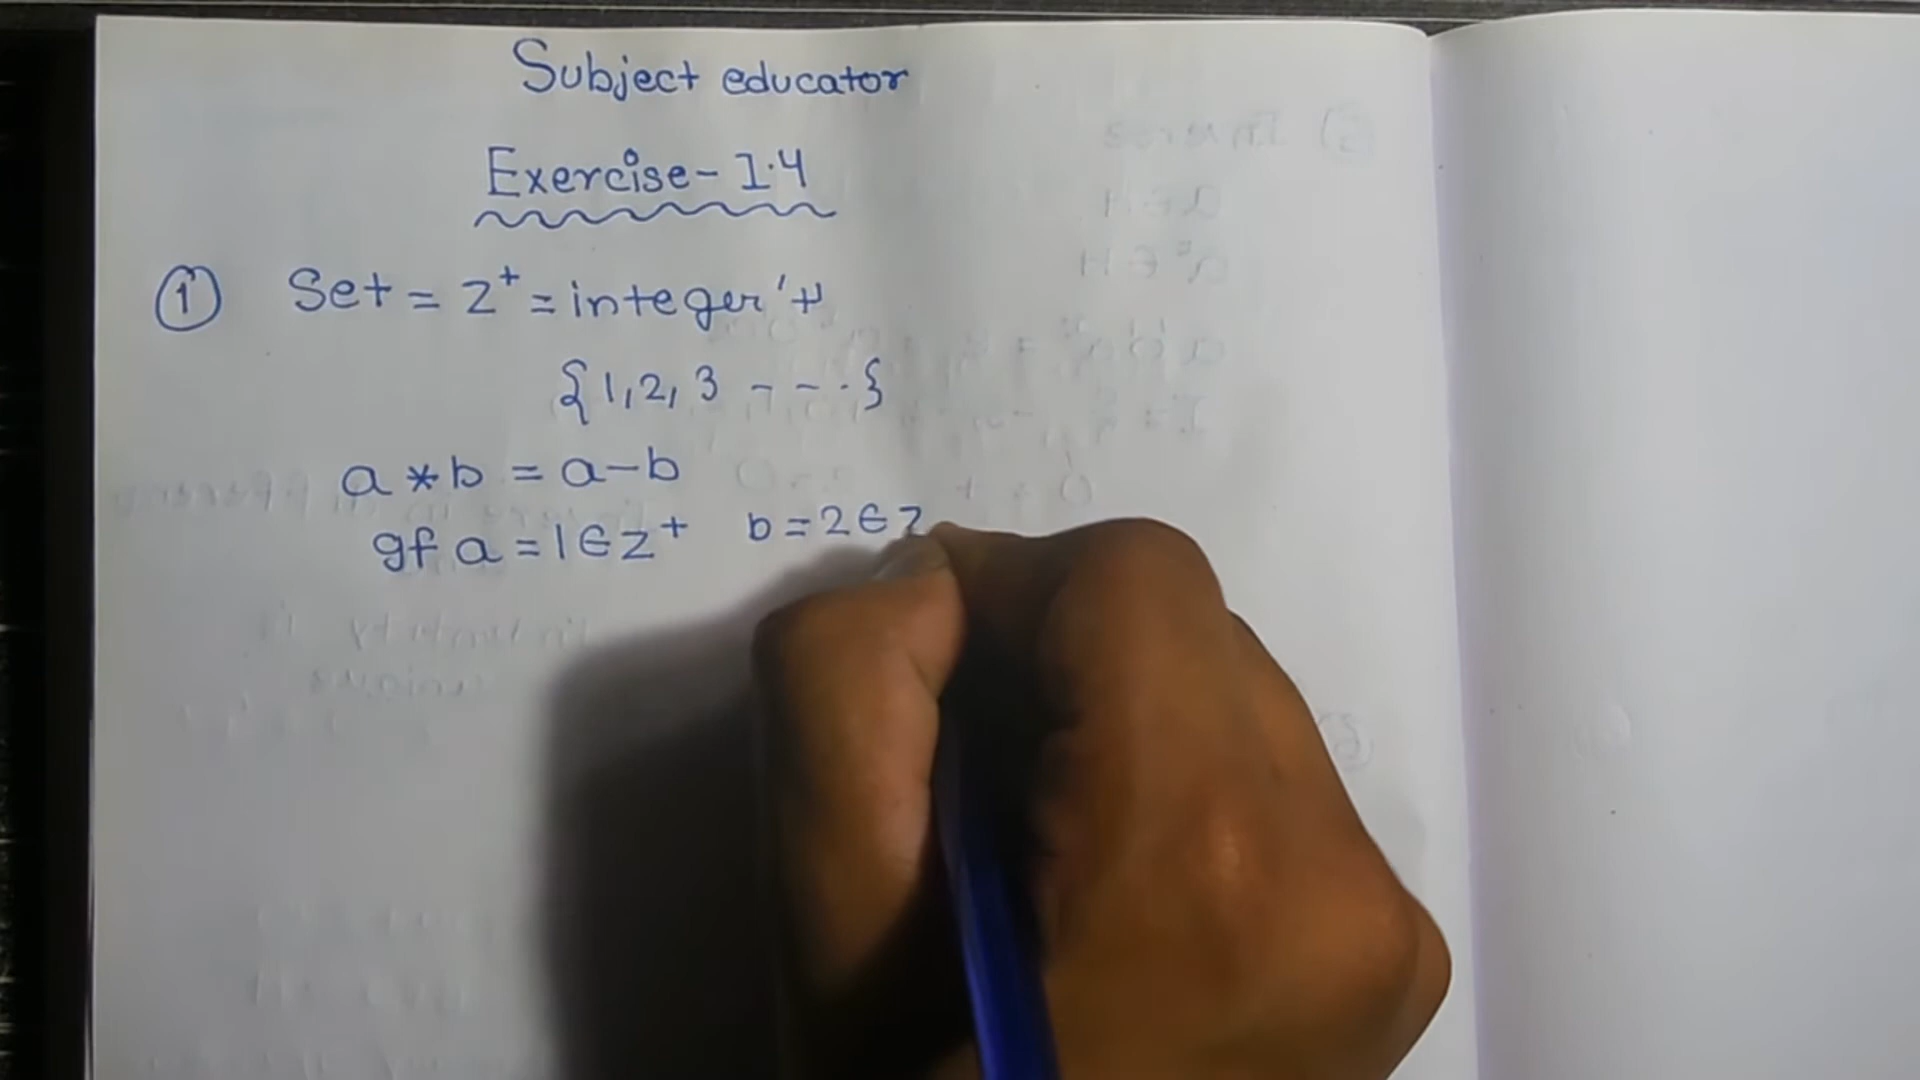 Subject educator
Exercise - 1.4
① Set = Z⁺ = integer '+'
{1, 2, 3 - - - }
a * b = a - b
If a = 1 ∈ Z⁺ b = 2 ∈ Z